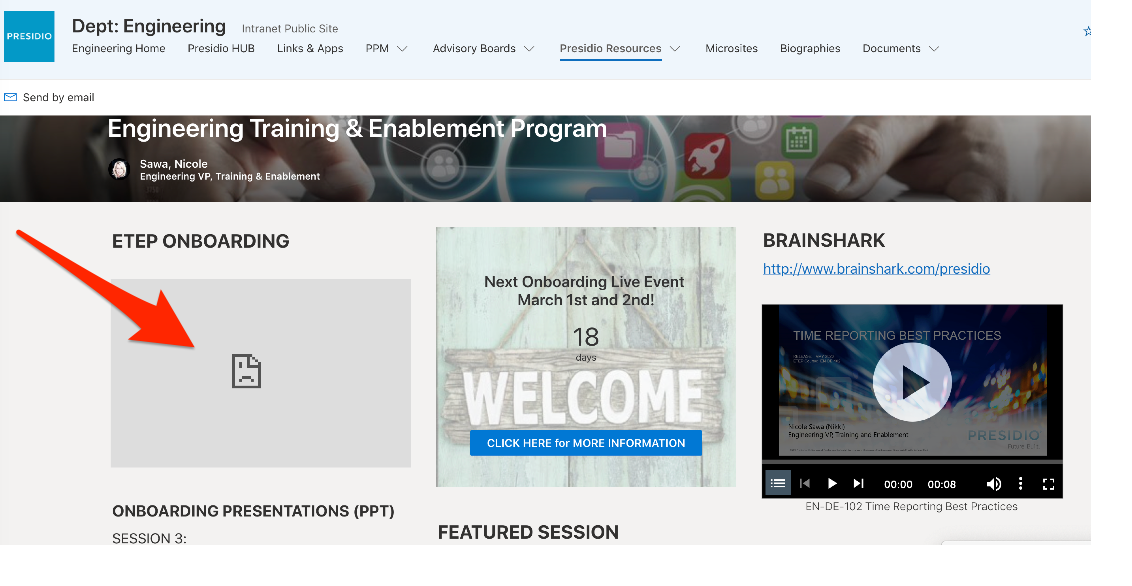 PRESIDIO
Dept: Engineering Intranet Public Site
Engineering Home Presidio HUB Links & Apps PPM Advisory Boards Presidio Resources Microsites Biographies Documents
Send by email
Engineering Training & Enablement Program
Sawa, Nicole
Engineering VP, Training & Enablement
ETEP ONBOARDING
ONBOARDING PRESENTATIONS (PPT)
SESSION 3:
Next Onboarding Live Event
March 1st and 2nd!
18
days
WELCOME
CLICK HERE for MORE INFORMATION
FEATURED SESSION
BRAINSHARK
http://www.brainshark.com/presidio
TIME REPORTING BEST PRACTICES
Nicole Sawa (Nikki)
Engineering VP, Training and Enablement
PRESIDIO
Future. Built.
00:00 00:08
EN-DE-102 Time Reporting Best Practices